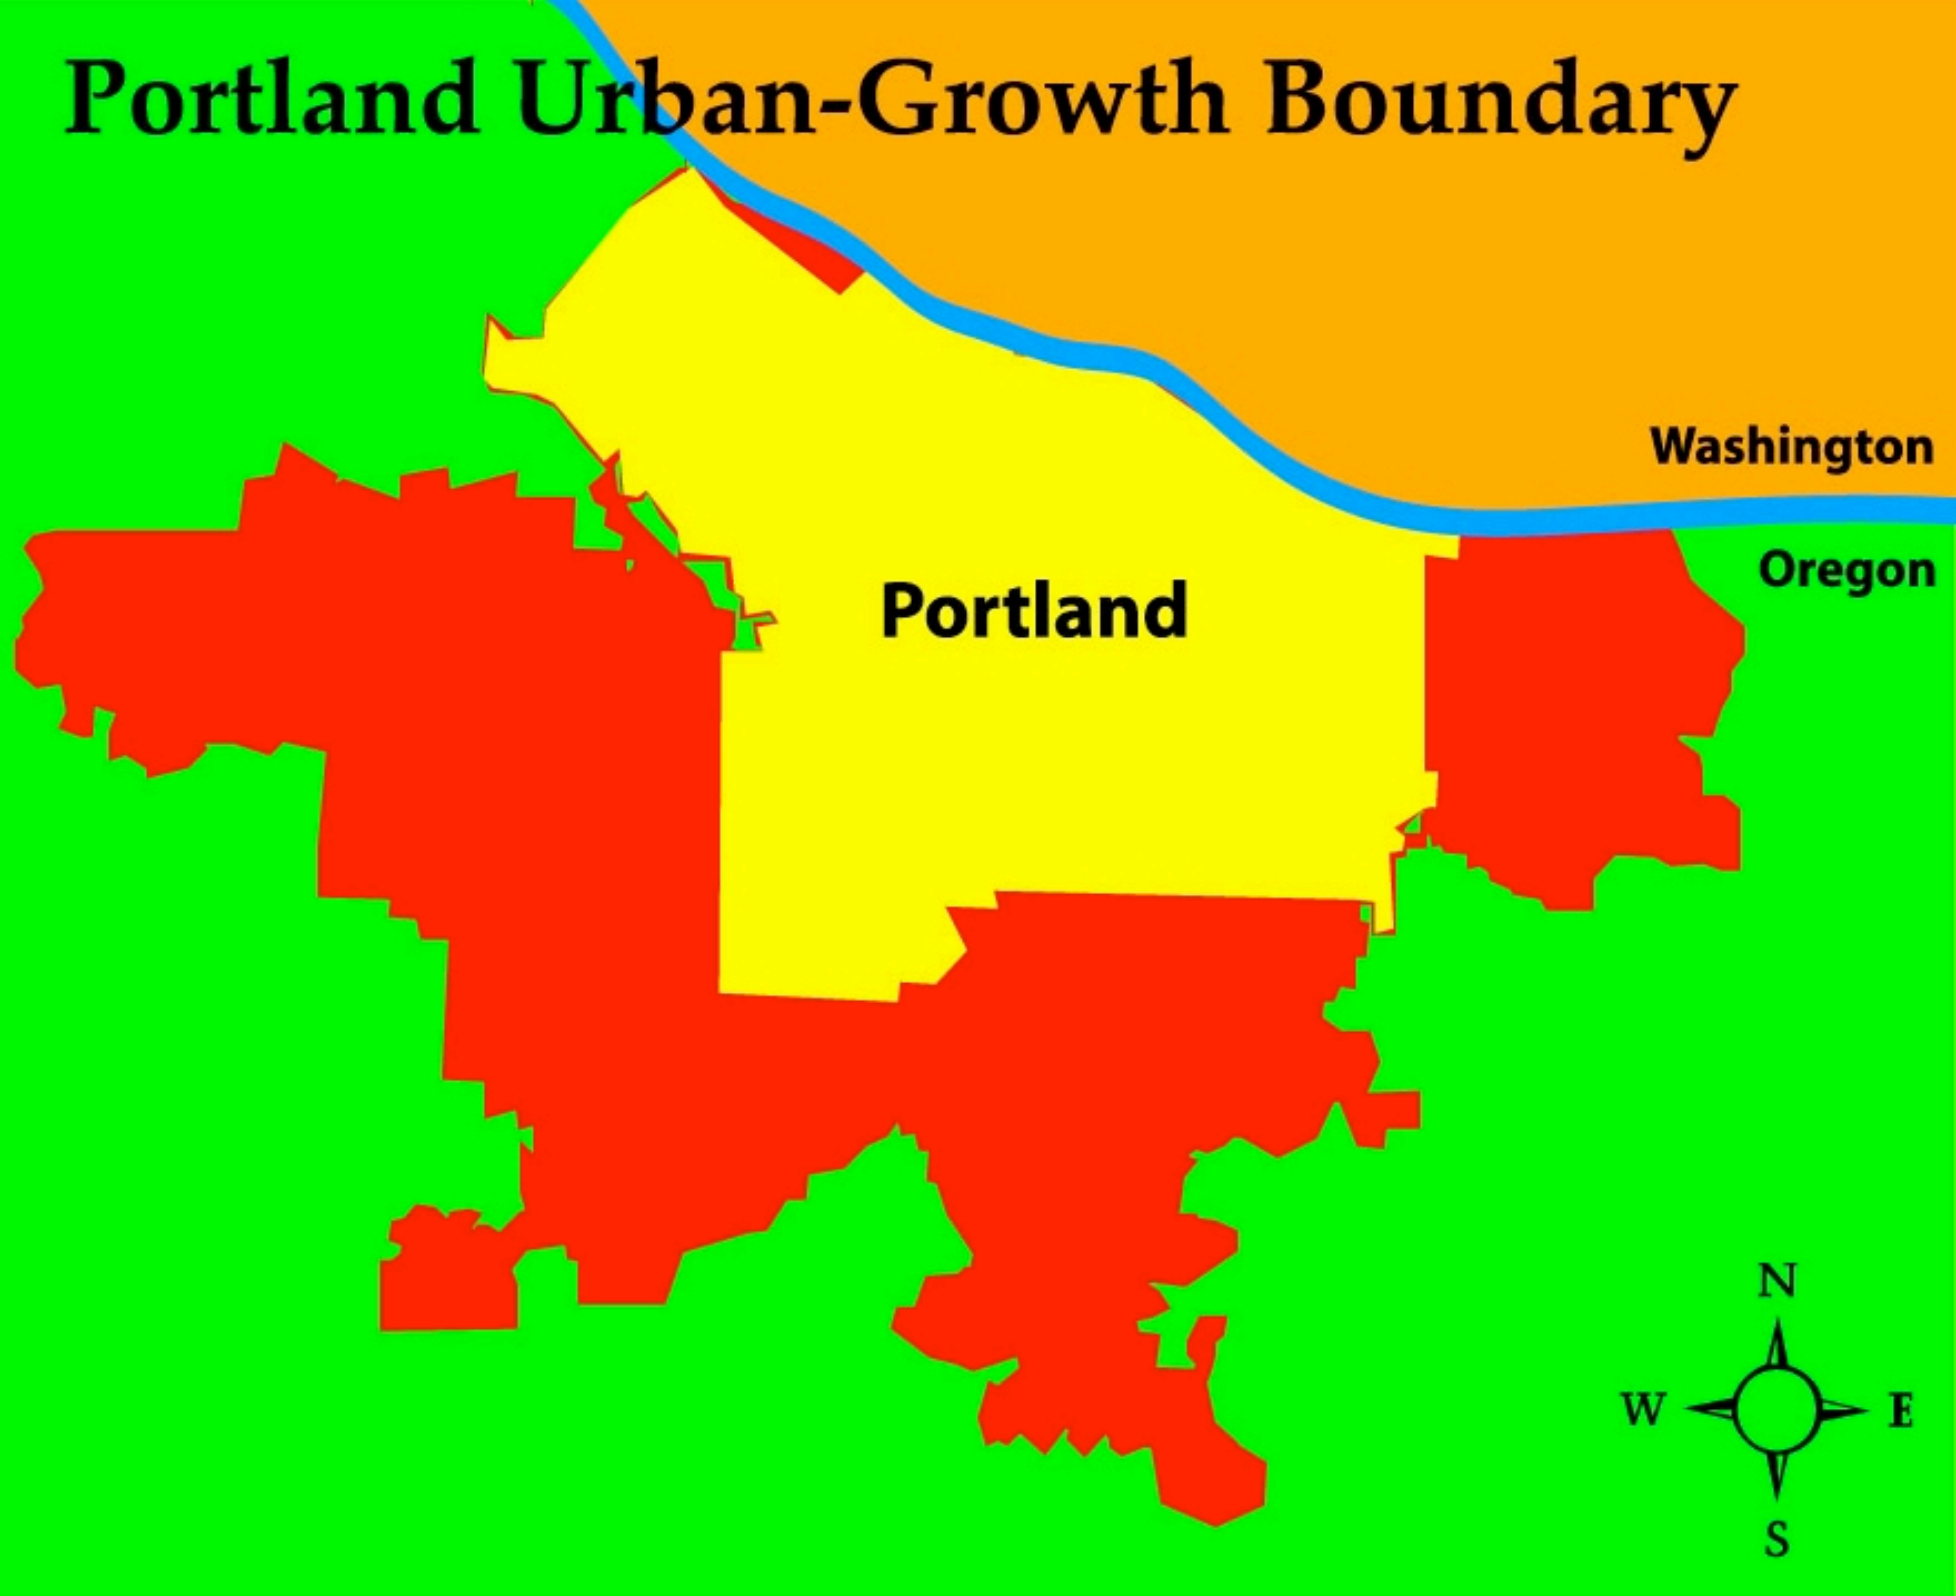 Portland Urban-Growth Boundary
Washington
Oregon
Portland
N
W E
S